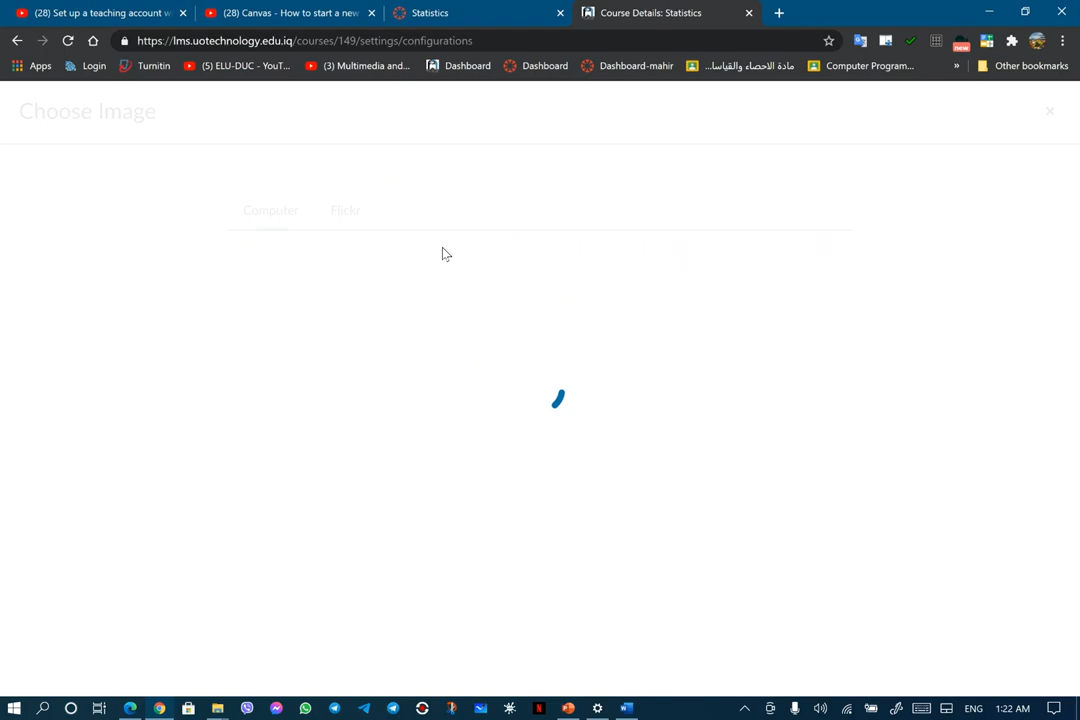 (28) Set up a teaching account w
(28) Canvas - How to start a new
Statistics
Course Details: Statistics
https://lms.uotechnology.edu.iq/courses/149/settings/configurations
new
Apps
Login
Turnitin
(5) ELU-DUC - YouT...
(3) Multimedia and...
Dashboard
Dashboard
Dashboard-mahir
مادة الاحصاء والقياسا...
Computer Program...
»
Other bookmarks
Choose Image
Computer
Flickr
ENG
1:22 AM